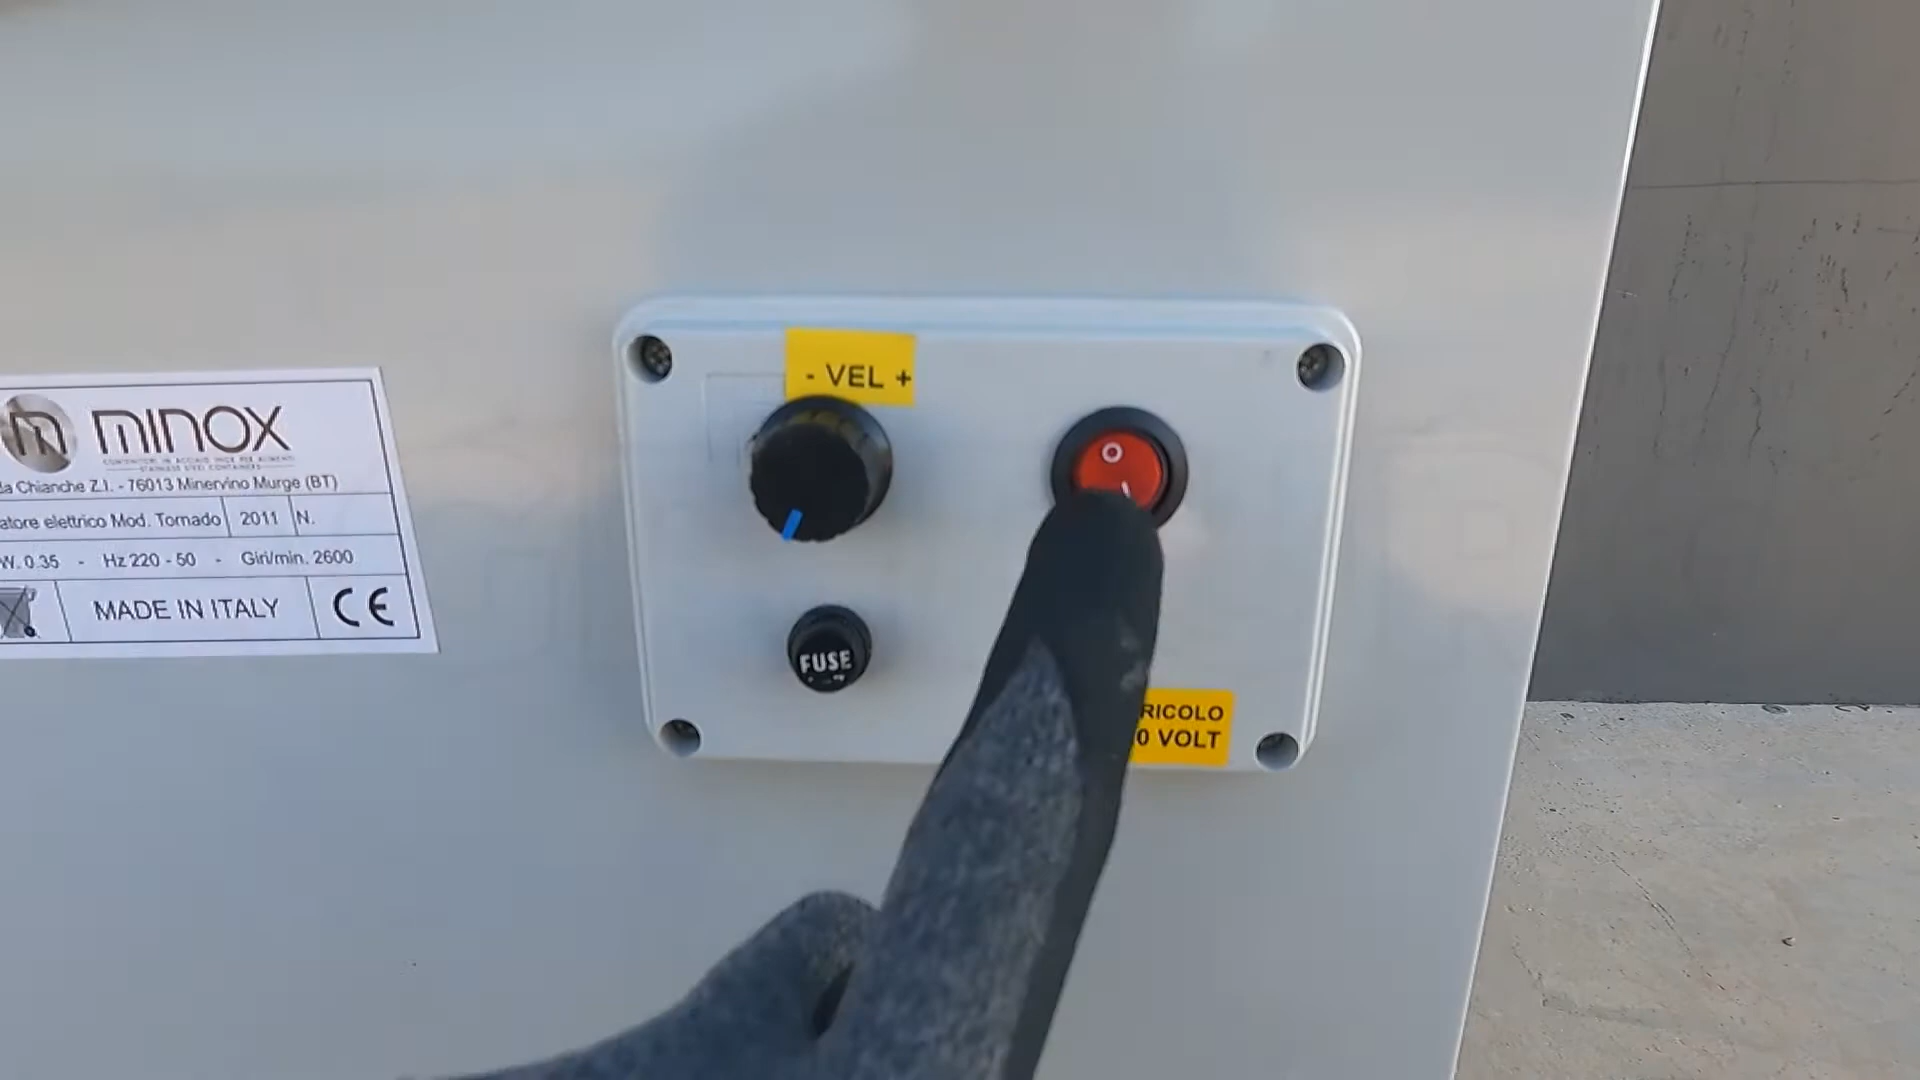 - VEL +
MINOX
CONTENITORI IN ACCIAIO INOX PER ALIMENTI
STAINLESS STEEL CONTAINERS
da Chianche Z.I. - 76013 Minervino Murge (BT)
atore elettrico Mod. Tornado 2011 N.
W. 0.35 - Hz 220 - 50 - Giri/min. 2600
MADE IN ITALY CE
FUSE
RICOLO
0 VOLT